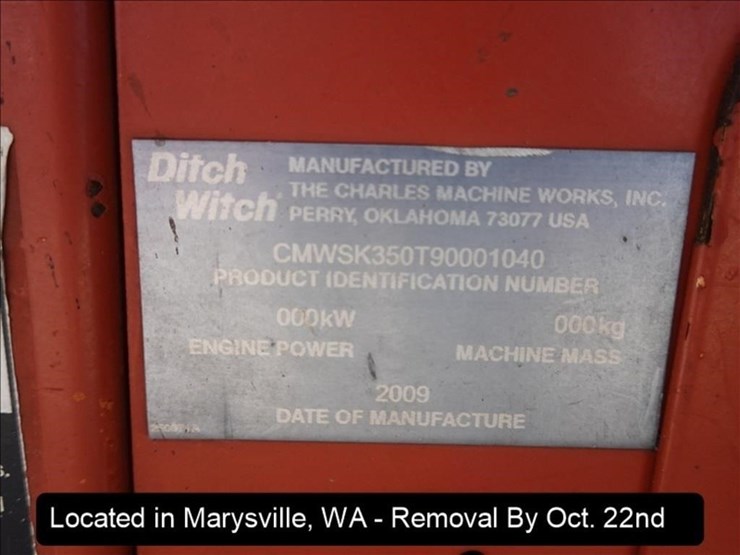 Ditch Witch
MANUFACTURED BY
THE CHARLES MACHINE WORKS, INC.
PERRY, OKLAHOMA 73077 USA
CMWSK350T90001040
PRODUCT IDENTIFICATION NUMBER
000kW
ENGINE POWER
000kg
MACHINE MASS
2009
DATE OF MANUFACTURE
Located in Marysville, WA - Removal By Oct. 22nd